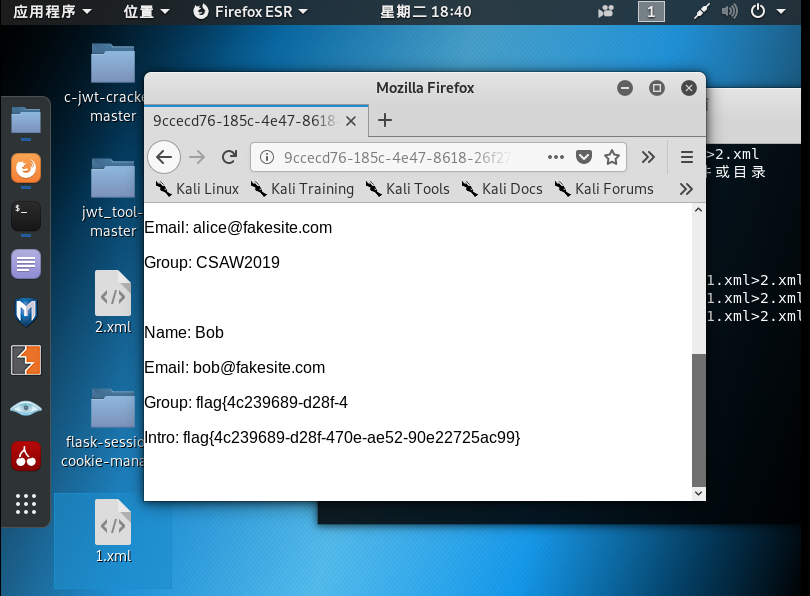 应用程序 位置 Firefox ESR 星期二 18:40 1
c-jwt-crack
master
jwt_tool-
master
2.xml
flask-sessi
cookie-mana
1.xml
Mozilla Firefox
9ccecd76-185c-4e47-8618-
9ccecd76-185c-4e47-8618-26f27
Kali Linux Kali Training Kali Tools Kali Docs Kali Forums
Email: alice@fakesite.com
Group: CSAW2019
Name: Bob
Email: bob@fakesite.com
Group: flag{4c239689-d28f-4
Intro: flag{4c239689-d28f-470e-ae52-90e22725ac99}
>2.xml
件或目录
1.xml>2.xml
1.xml>2.xml
1.xml>2.xml